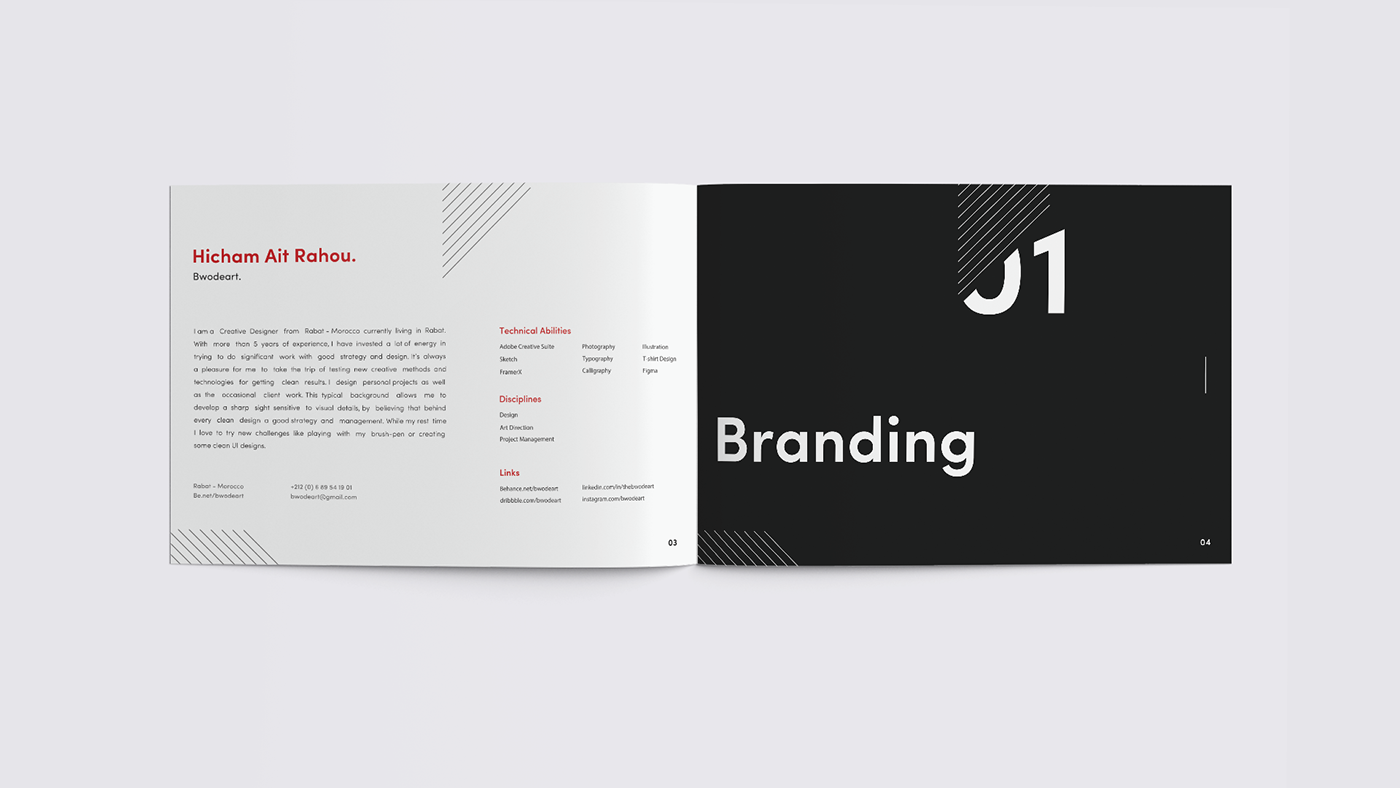 Hicham Ait Rahou.
Bwodeart.
I am a Creative Designer from Rabat - Morocco currently living in Rabat.
With more than 5 years of experience, I have invested a lot of energy in
trying to do significant work with good strategy and design. It's always
a pleasure for me to take the trip of testing new creative methods and
technologies for getting clean results. I design personal projects as well
as the occasional client work. This typical background allows me to
develop a sharp sight sensitive to visual details, by believing that behind
every clean design a good strategy and management. While my rest time
I love to try new challenges like playing with my brush-pen or creating
some clean UI designs.
Rabat - Morocco
Be.net/bwodeart
+212 (0) 6 89 54 19 01
bwodeart@gmail.com
Technical Abilities
Adobe Creative Suite
Sketch
FramerX
Photography
Typography
Calligraphy
Illustration
T-shirt Design
Figma
Disciplines
Design
Art Direction
Project Management
Links
Behance.net/bwodeart
dribbble.com/bwodeart
linkedin.com/in/thebwodeart
instagram.com/bwodeart
03
01
Branding
04